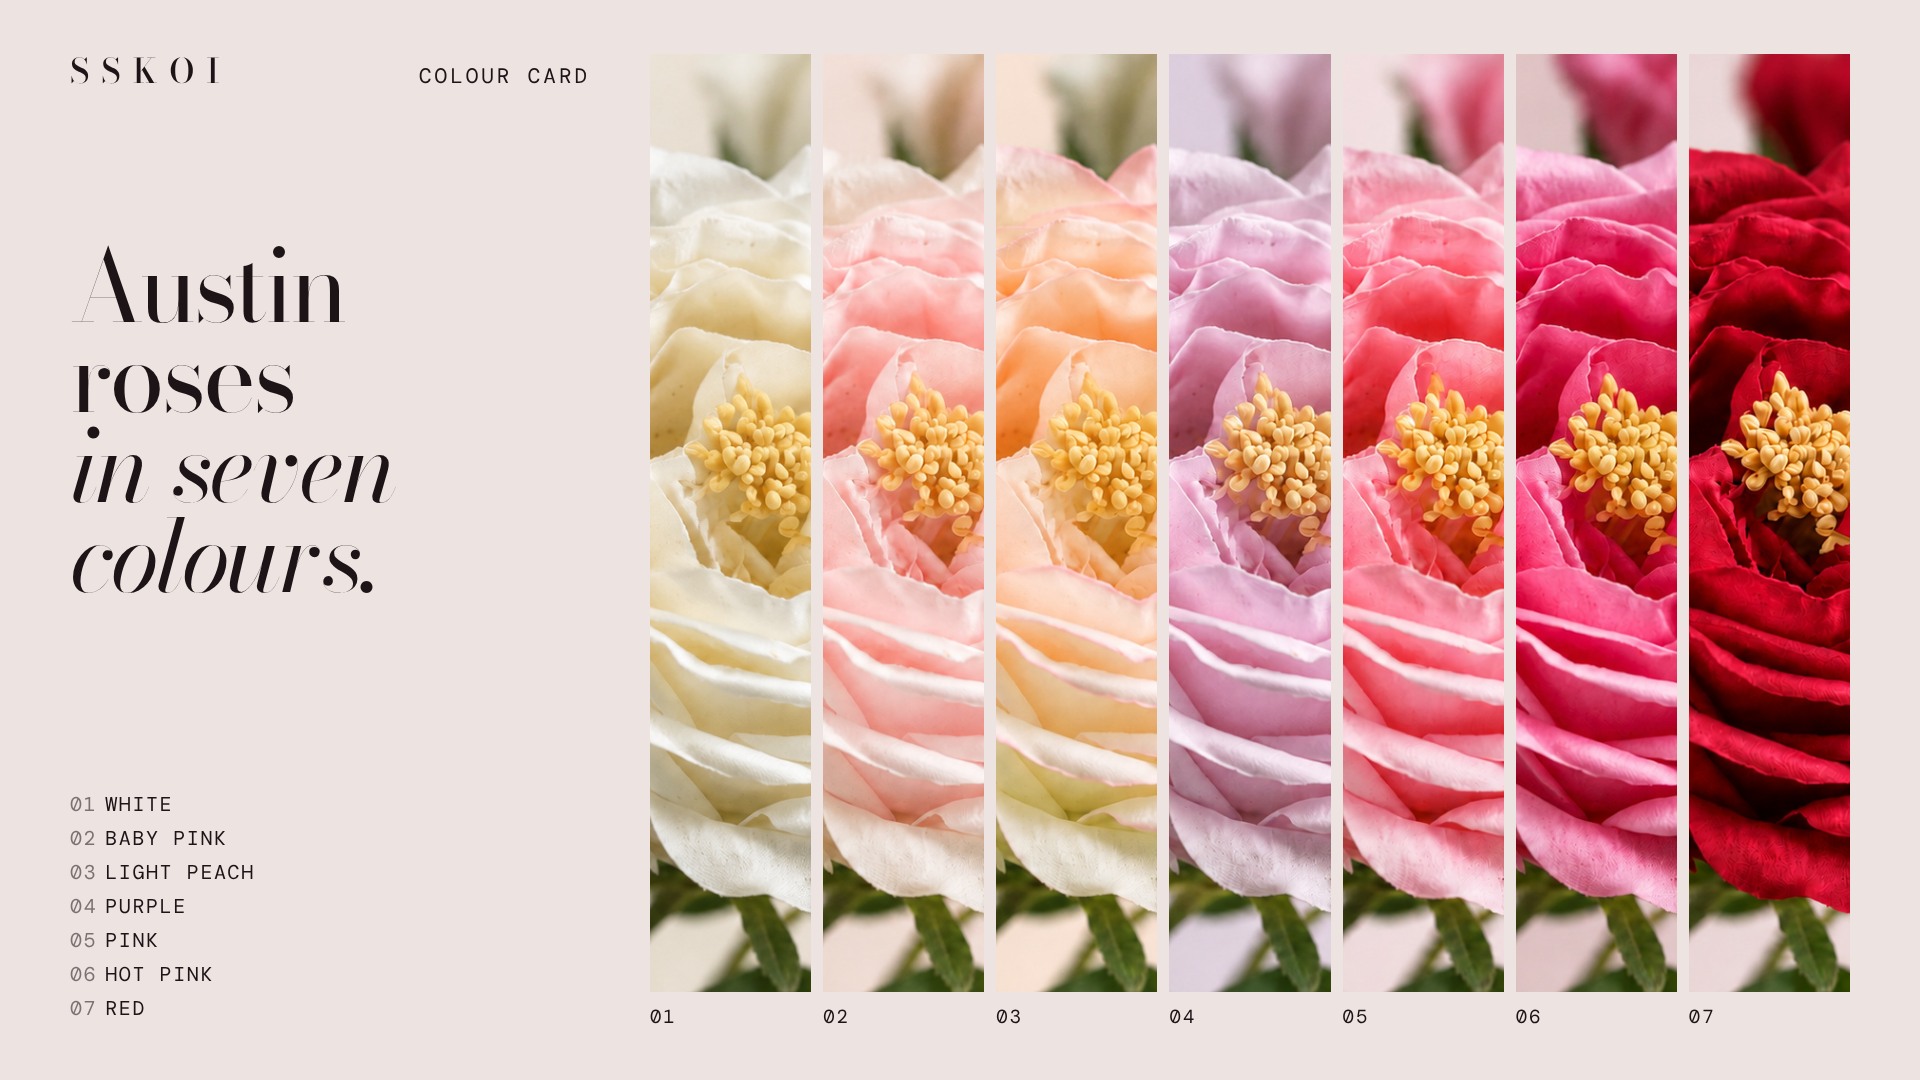 SSKOI
COLOUR CARD
Austin
roses
in seven
colours.
01 WHITE
02 BABY PINK
03 LIGHT PEACH
04 PURPLE
05 PINK
06 HOT PINK
07 RED
01 02 03 04 05 06 07